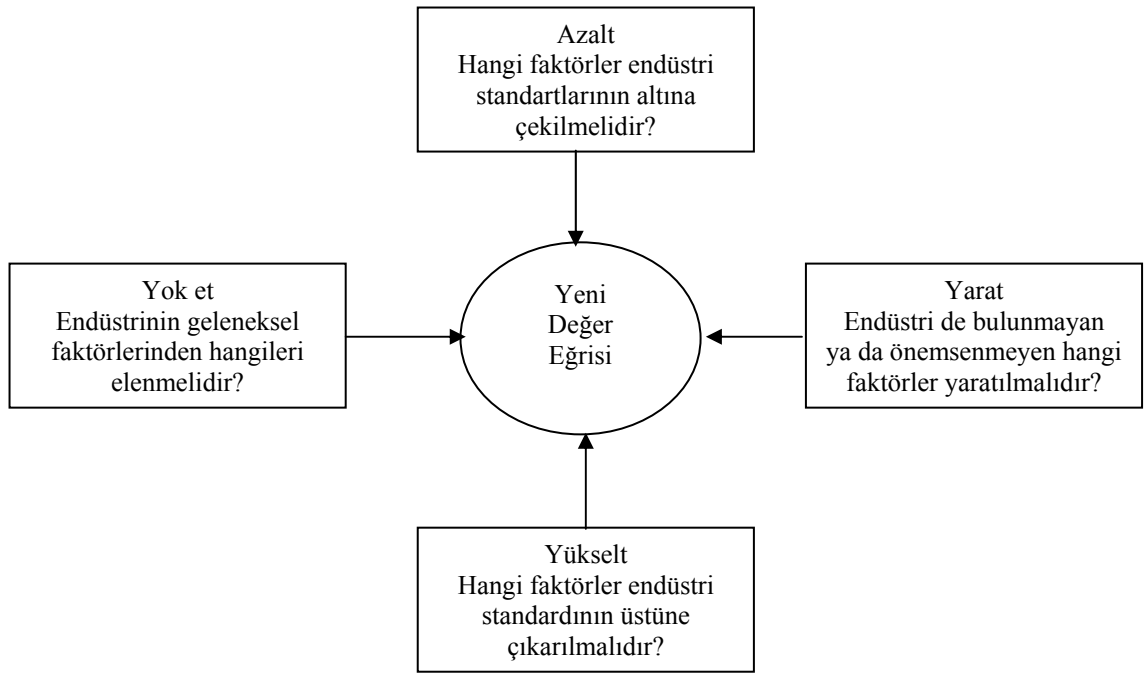 Azalt
Hangi faktörler endüstri
standartlarının altına
çekilmelidir?
Yok et
Endüstrinin geleneksel
faktörlerinden hangileri
elenmelidir?
Yeni
Değer
Eğrisi
Yarat
Endüstri de bulunmayan
ya da önemsenmeyen hangi
faktörler yaratılmalıdır?
Yükselt
Hangi faktörler endüstri
standardının üstüne
çıkarılmalıdır?